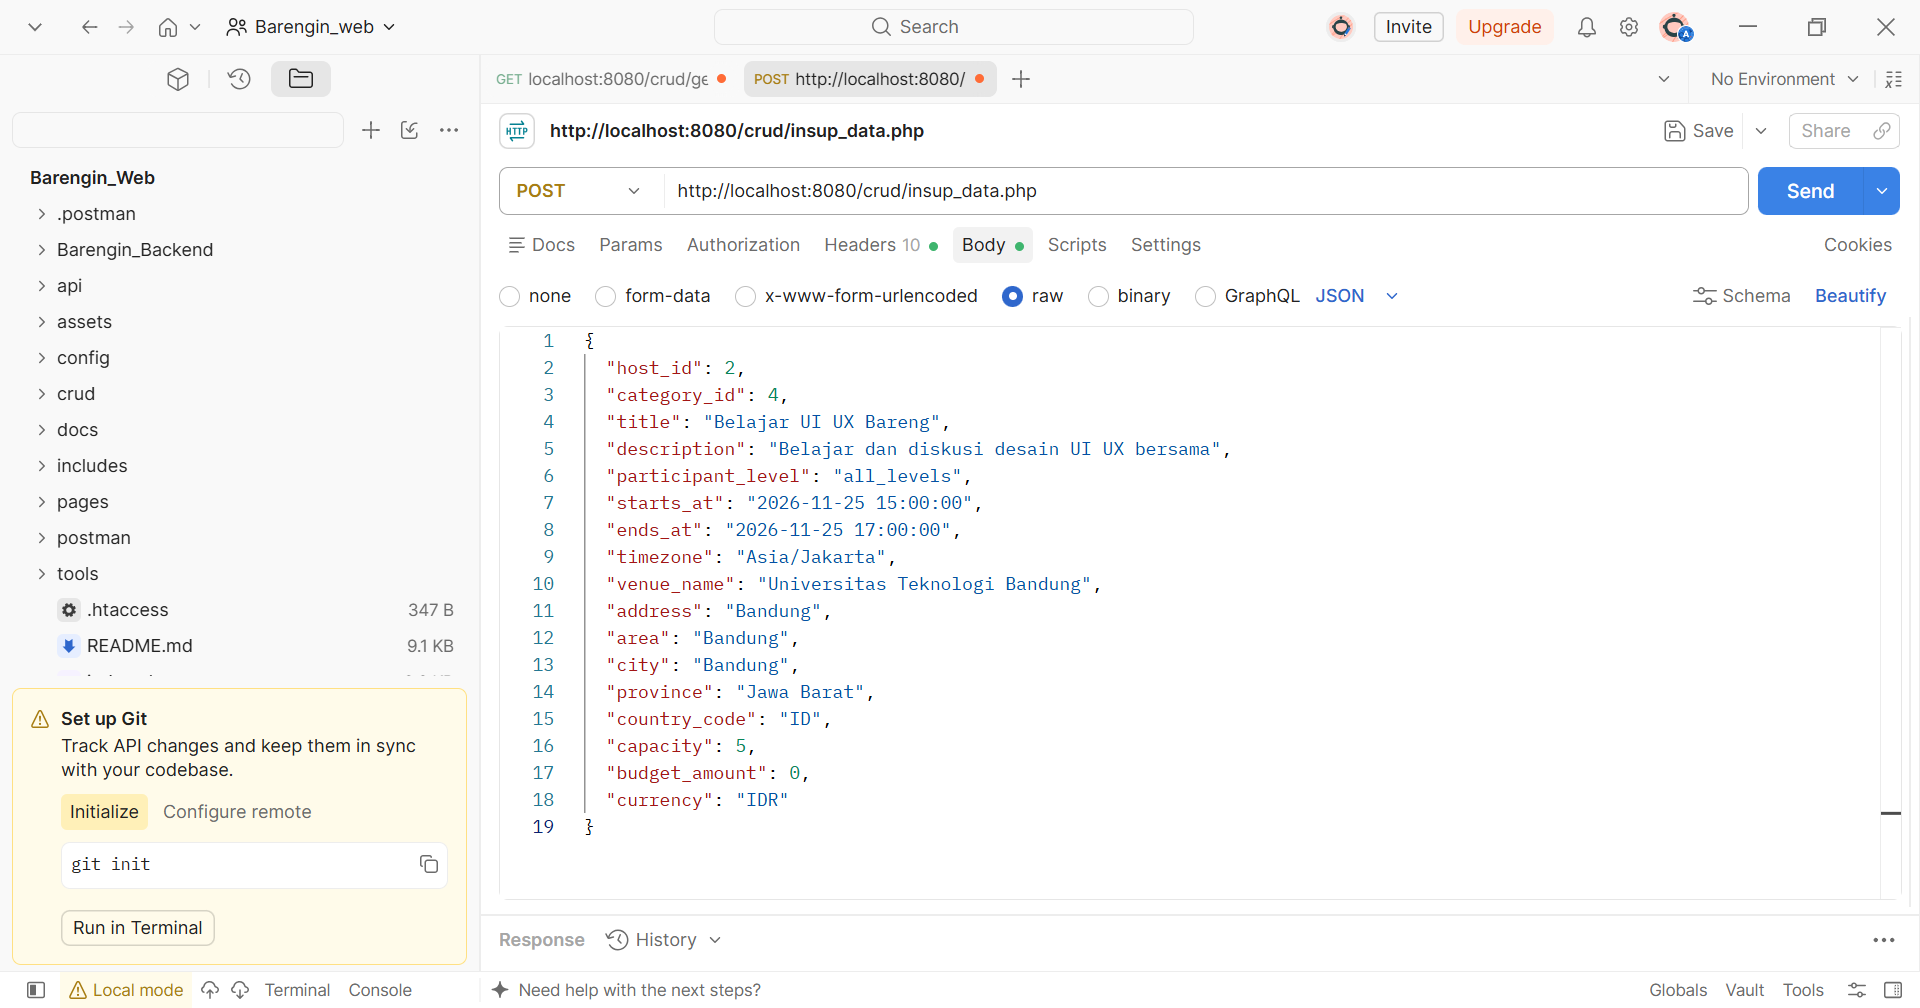 Barengin_web
Search
Invite
Upgrade
GET localhost:8080/crud/ge
POST http://localhost:8080/
No Environment
HTTP http://localhost:8080/crud/insup_data.php
Save
Share
Barengin_Web
.postman
Barengin_Backend
api
assets
config
crud
docs
includes
pages
postman
tools
.htaccess 347 B
README.md 9.1 KB
Set up Git
Track API changes and keep them in sync
with your codebase.
Initialize Configure remote
git init
Run in Terminal
POST http://localhost:8080/crud/insup_data.php
Send
Docs Params Authorization Headers 10 Body Scripts Settings Cookies
none form-data x-www-form-urlencoded raw binary GraphQL JSON Schema Beautify
1 {
2 "host_id": 2,
3 "category_id": 4,
4 "title": "Belajar UI UX Bareng",
5 "description": "Belajar dan diskusi desain UI UX bersama",
6 "participant_level": "all_levels",
7 "starts_at": "2026-11-25 15:00:00",
8 "ends_at": "2026-11-25 17:00:00",
9 "timezone": "Asia/Jakarta",
10 "venue_name": "Universitas Teknologi Bandung",
11 "address": "Bandung",
12 "area": "Bandung",
13 "city": "Bandung",
14 "province": "Jawa Barat",
15 "country_code": "ID",
16 "capacity": 5,
17 "budget_amount": 0,
18 "currency": "IDR"
19 }
Response History
Local mode Terminal Console
Need help with the next steps?
Globals Vault Tools